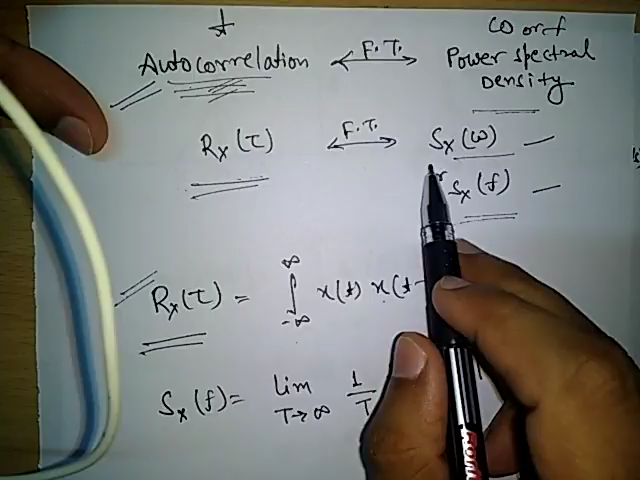 t ω or f
Autocorrelation ⟷ F.T. Power spectral
Density
Rx(τ) ⟷ F.T. Sx(ω)
Sx(f)
Rx(τ) = ∫_{-∞}^{∞} x(t) x(t-
Sx(f) = lim_{T→∞} 1/T